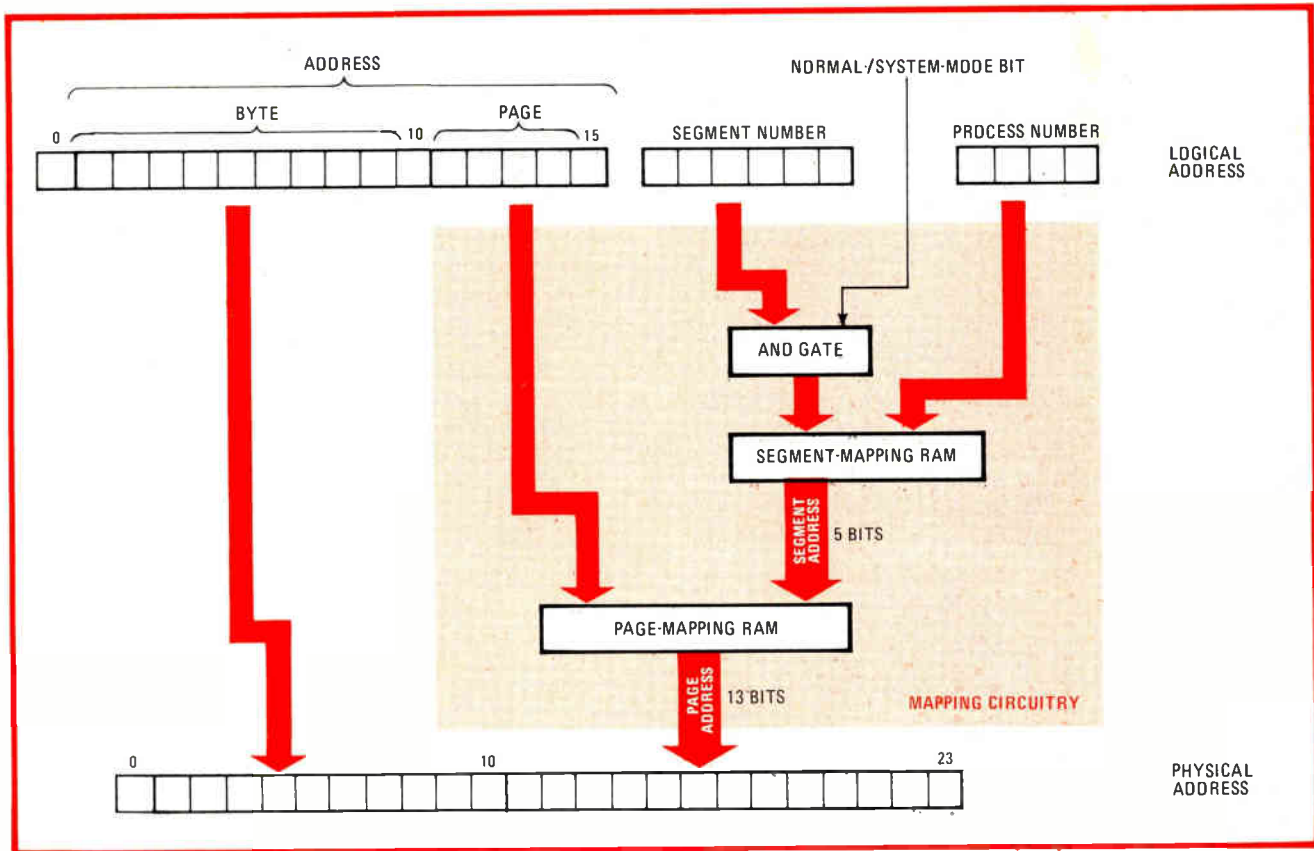 ADDRESS
NORMAL-/SYSTEM-MODE BIT
BYTE
PAGE
0
10
15
SEGMENT NUMBER
PROCESS NUMBER
LOGICAL
ADDRESS
AND GATE
SEGMENT-MAPPING RAM
SEGMENT
ADDRESS
5 BITS
PAGE-MAPPING RAM
PAGE
ADDRESS
13 BITS
MAPPING CIRCUITRY
0
10
23
PHYSICAL
ADDRESS